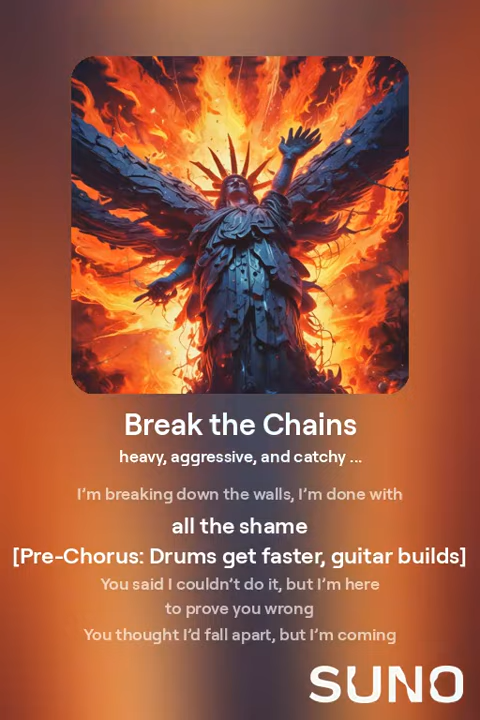 Break the Chains
heavy, aggressive, and catchy ...
I'm breaking down the walls, I'm done with
all the shame
[Pre-Chorus: Drums get faster, guitar builds]
You said I couldn't do it, but I'm here
to prove you wrong
You thought I'd fall apart, but I'm coming
SUNO